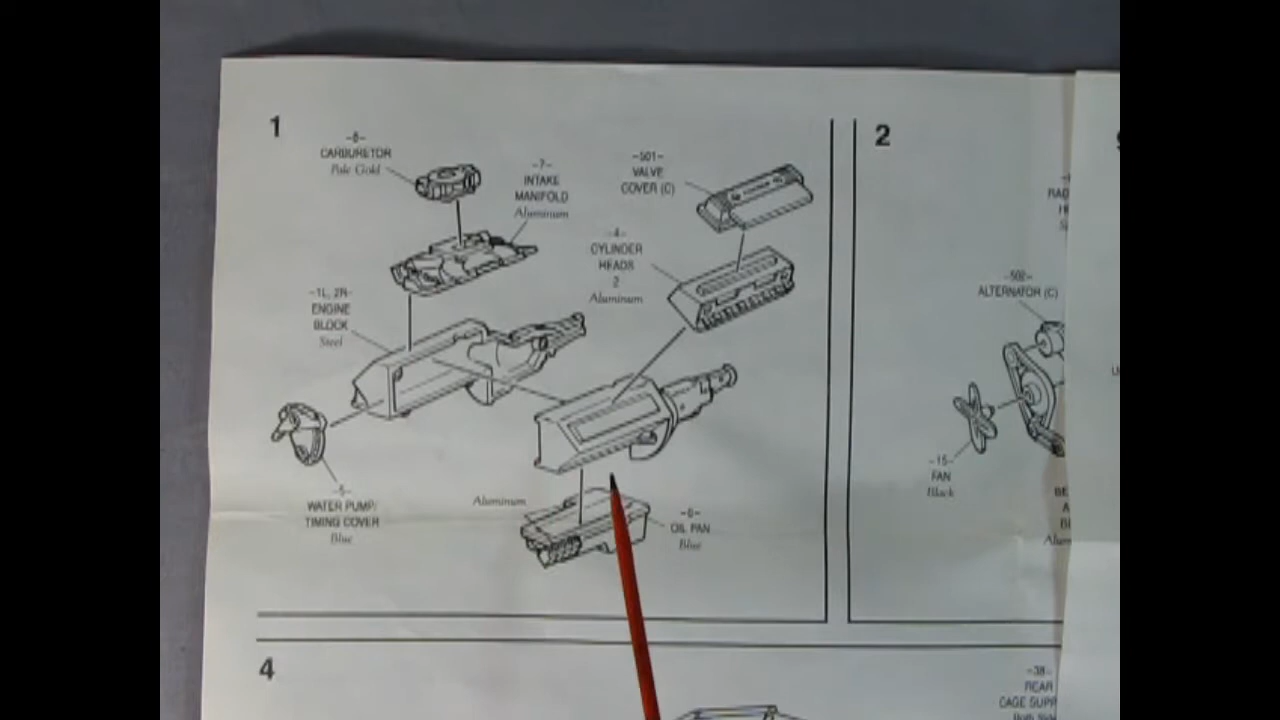 1
-8-
CARBURETOR
Pale Gold
-7-
INTAKE
MANIFOLD
Aluminum
-501-
VALVE
COVER (C)
-4-
CYLINDER
HEADS
2
Aluminum
-1L, 2R-
ENGINE
BLOCK
Steel
-5-
WATER PUMP/
TIMING COVER
Blue
Aluminum
-6-
OIL PAN
Blue
2
RAD
-502-
ALTERNATOR (C)
-15-
FAN
Black
Alum
4
-38-
REAR
CAGE SUPP